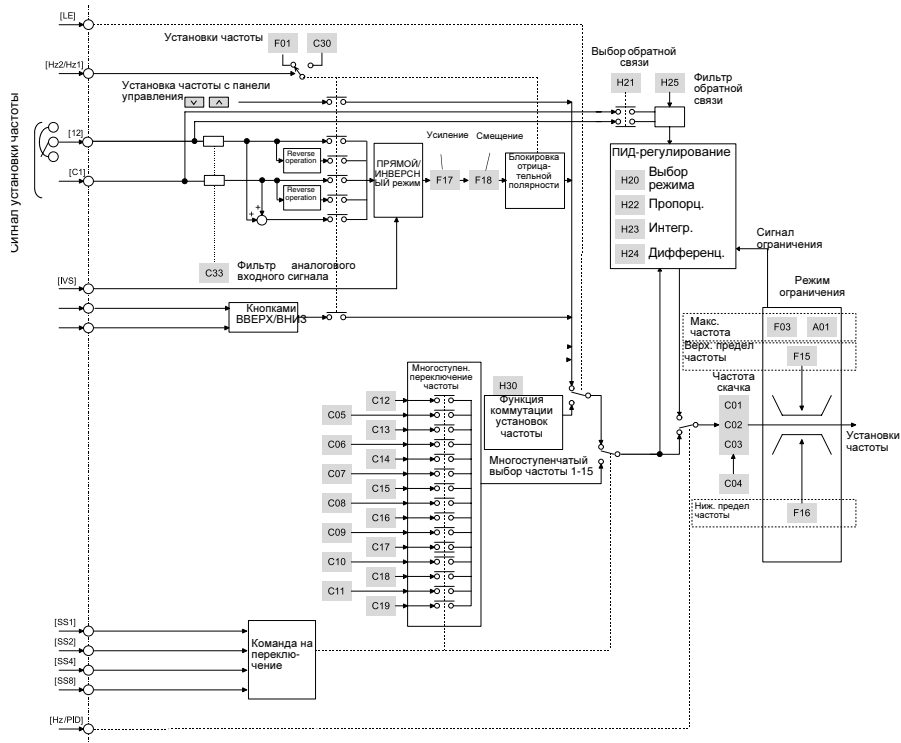 [LE]
Установки частоты
F01
C30
[Hz2/Hz1]
Установка частоты с панели
управления
Выбор обратной
связи
H21
H25
Фильтр
обратной
связи
Сигнал установки частоты
[12]
[C1]
Reverse
operation
Reverse
operation
+
+
ПРЯМОЙ/
ИНВЕРСН
ЫЙ режим
Усиление
Смещение
F17
F18
Блокировка
отрица-
тельной
полярности
ПИД-регулирование
H20
Выбор
режима
H22
Пропорц.
H23
Интегр.
H24
Дифференц.
Сигнал
ограничения
C33
Фильтр аналогового
входного сигнала
[IVS]
Кнопками
ВВЕРХ/ВНИЗ
Режим
ограничения
Макс.
частота
F03
A01
Верх. предел
частоты
F15
Многоступен.
переключение
частоты
H30
Функция
коммутации
установок
частоты
Частота
скачка
C01
C02
C03
C04
Установки
частоты
Многоступенчатый
выбор частоты 1-15
Ниж. предел
частоты
F16
C12
C05
C13
C06
C14
C07
C15
C08
C16
C09
C17
C10
C18
C11
C19
[SS1]
[SS2]
[SS4]
[SS8]
Команда на
переклю-
чение
[Hz/PID]